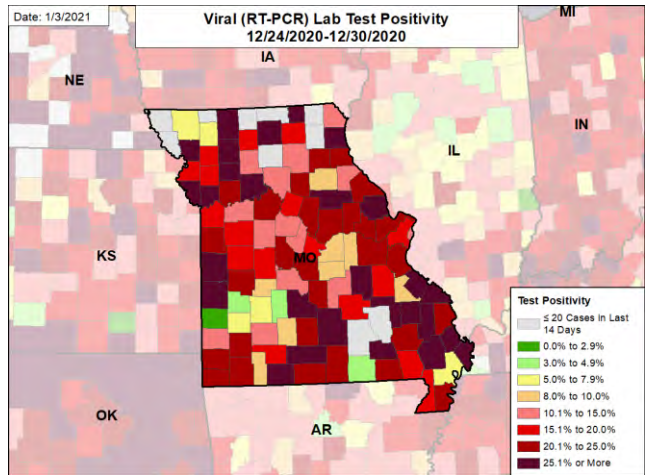 Date: 1/3/2021
Viral (RT-PCR) Lab Test Positivity
12/24/2020-12/30/2020
MI
IA
NE
IN
IL
KS
MO
OK
AR
Test Positivity
≤ 20 Cases in Last
14 Days
0.0% to 2.9%
3.0% to 4.9%
5.0% to 7.9%
8.0% to 10.0%
10.1% to 15.0%
15.1% to 20.0%
20.1% to 25.0%
25.1% or More